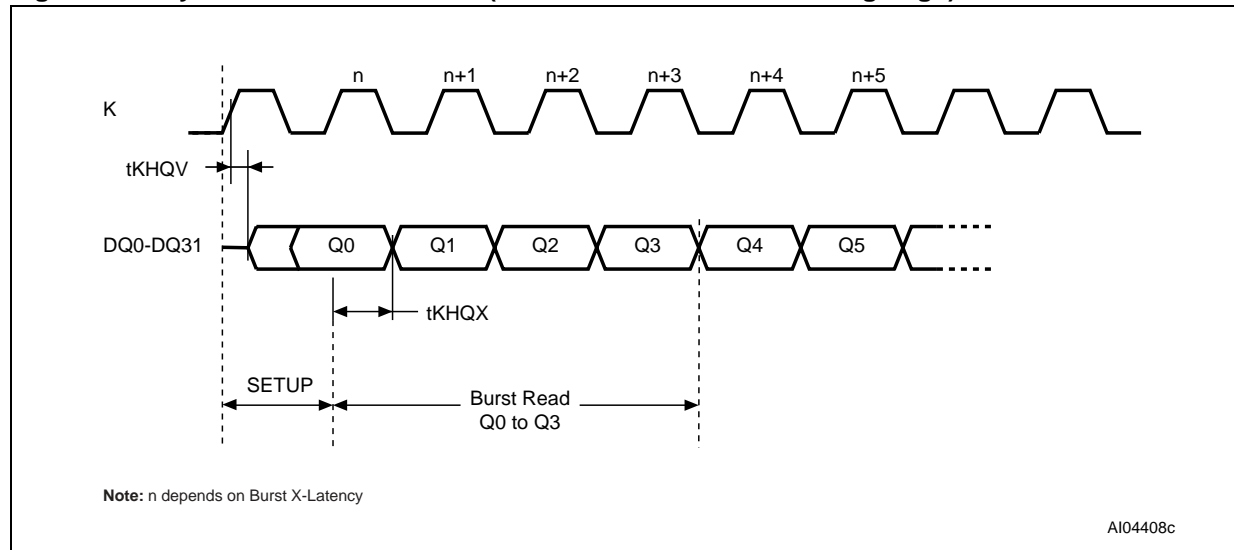 n n+1 n+2 n+3 n+4 n+5
K
tKHQV
DQ0-DQ31 Q0 Q1 Q2 Q3 Q4 Q5
tKHQX
SETUP
Burst Read
Q0 to Q3
Note: n depends on Burst X-Latency
AI04408c